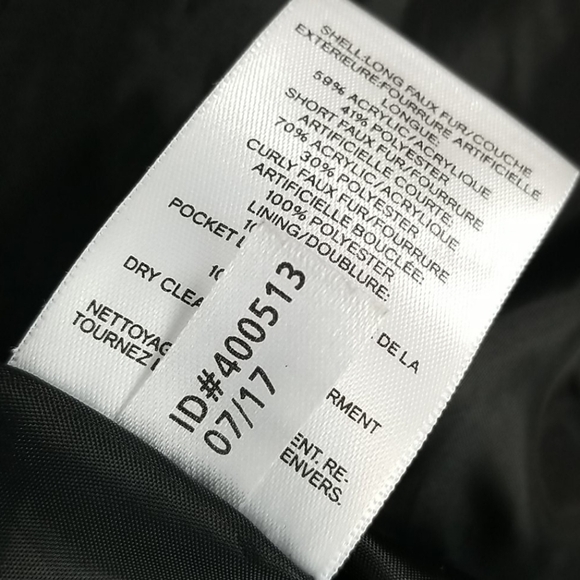 SHELL:LONG FAUX FUR/COUCHE
EXTERIEURE:FOURRURE ARTIFICIELLE
LONGUE:
59% ACRYLIC/ACRYLIQUE
41% POLYESTER
SHORT FAUX FUR/FOURRURE
ARTIFICIELLE COURTE
70% ACRYLIC/ACRYLIQUE
30% POLYESTER
CURLY FAUX FUR/FOURRURE
ARTIFICIELLE BOUCLÉE:
100% POLYESTER
LINING/DOUBLURE:
POCKET
DE LA
DRY CLEA
RMENT
NETTOYAG
ENT. RE-
TOURNEZ
ENVERS.
ID#400513
07/17